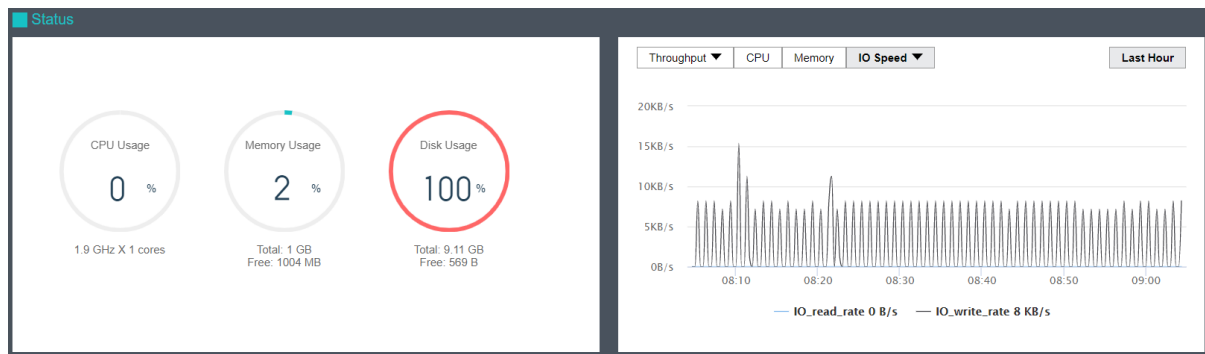 Status
CPU Usage
0 %
1.9 GHz X 1 cores
Memory Usage
2 %
Total: 1 GB
Free: 1004 MB
Disk Usage
100%
Total: 9.11 GB
Free: 569 B
Throughput ▼ CPU Memory IO Speed ▼ Last Hour
20KB/s
15KB/s
10KB/s
5KB/s
0B/s
08:10 08:20 08:30 08:40 08:50 09:00
IO_read_rate 0 B/s IO_write_rate 8 KB/s